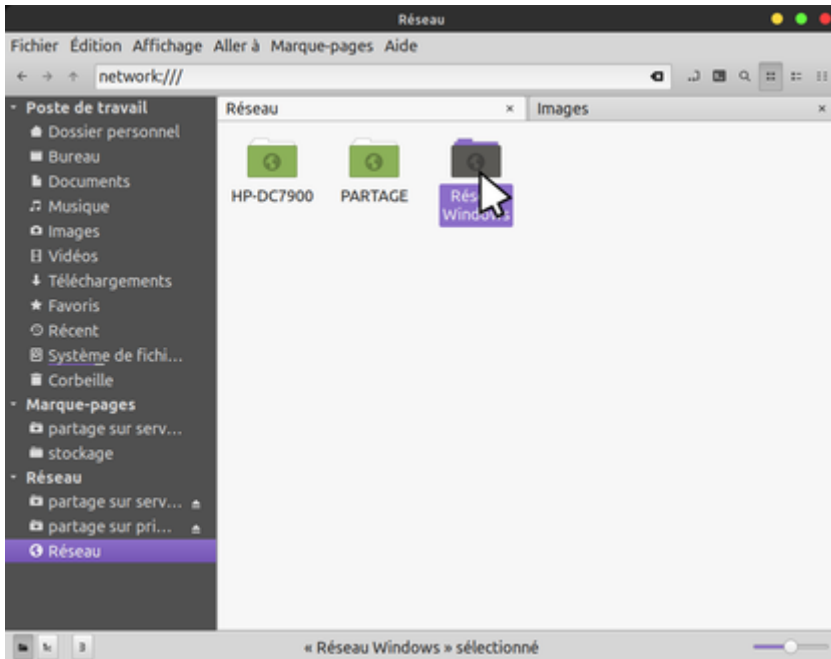 Réseau
Fichier Édition Affichage Aller à Marque-pages Aide
network:///
Poste de travail
Dossier personnel
Bureau
Documents
Musique
Images
Vidéos
Téléchargements
Favoris
Récent
Système de fichi...
Corbeille
Marque-pages
partage sur serv...
stockage
Réseau
partage sur serv...
partage sur pri...
Réseau
Réseau
Images
HP-DC7900
PARTAGE
Réseau
Windows
« Réseau Windows » sélectionné